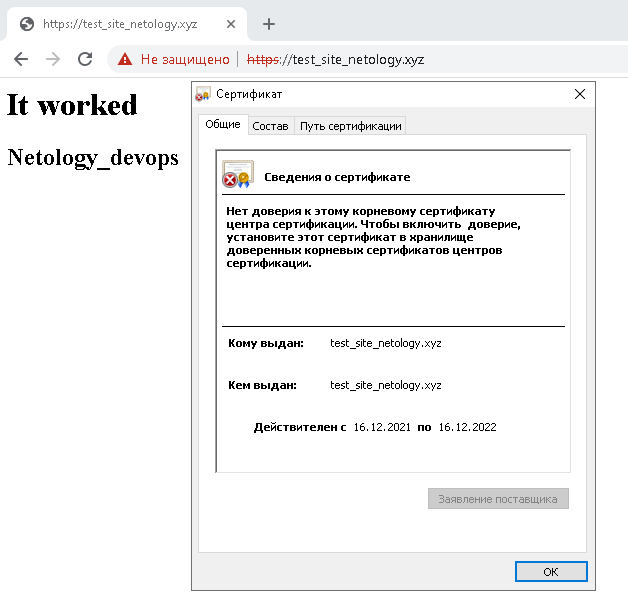 https://test_site_netology.xyz
Не защищено
https://test_site_netology.xyz
It worked
Netology_devops
Сертификат
Общие
Состав
Путь сертификации
Сведения о сертификате
Нет доверия к этому корневому сертификату
центра сертификации. Чтобы включить доверие,
установите этот сертификат в хранилище
доверенных корневых сертификатов центров
сертификации.
Кому выдан: test_site_netology.xyz
Кем выдан: test_site_netology.xyz
Действителен с 16.12.2021 по 16.12.2022
Заявление поставщика
ОК